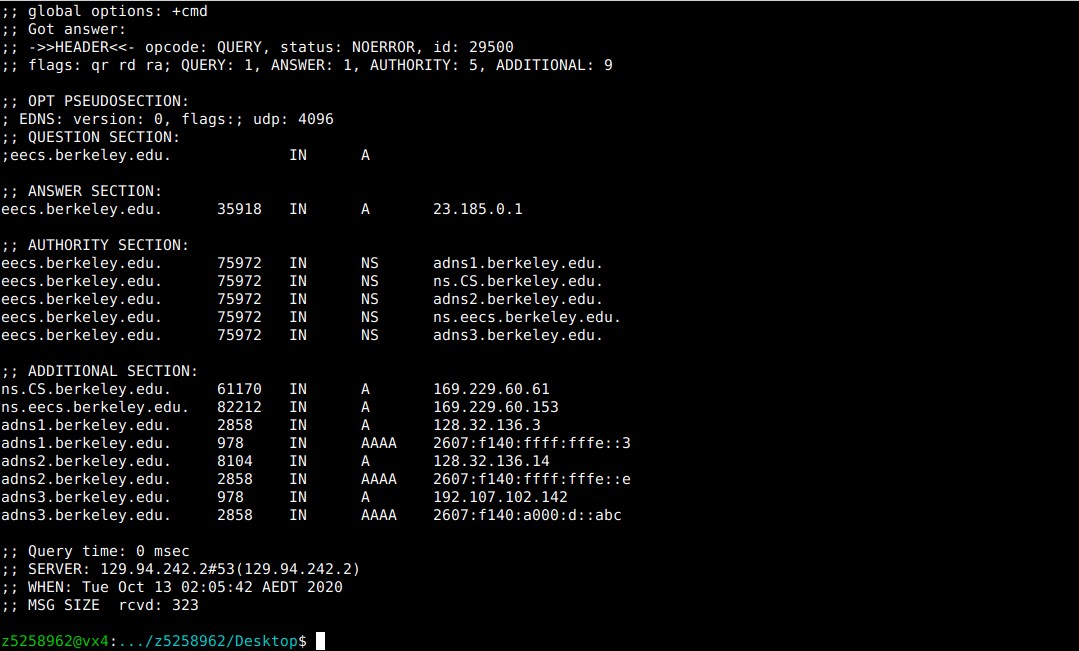 ;; global options: +cmd
;; Got answer:
;; ->>HEADER<<- opcode: QUERY, status: NOERROR, id: 29500
;; flags: qr rd ra; QUERY: 1, ANSWER: 1, AUTHORITY: 5, ADDITIONAL: 9

;; OPT PSEUDOSECTION:
; EDNS: version: 0, flags:; udp: 4096
;; QUESTION SECTION:
;eecs.berkeley.edu.		IN	A

;; ANSWER SECTION:
eecs.berkeley.edu.	35918	IN	A	23.185.0.1

;; AUTHORITY SECTION:
eecs.berkeley.edu.	75972	IN	NS	adns1.berkeley.edu.
eecs.berkeley.edu.	75972	IN	NS	ns.CS.berkeley.edu.
eecs.berkeley.edu.	75972	IN	NS	adns2.berkeley.edu.
eecs.berkeley.edu.	75972	IN	NS	ns.eecs.berkeley.edu.
eecs.berkeley.edu.	75972	IN	NS	adns3.berkeley.edu.

;; ADDITIONAL SECTION:
ns.CS.berkeley.edu.	61170	IN	A	169.229.60.61
ns.eecs.berkeley.edu.	82212	IN	A	169.229.60.153
adns1.berkeley.edu.	2858	IN	A	128.32.136.3
adns1.berkeley.edu.	978	IN	AAAA	2607:f140:ffff:fffe::3
adns2.berkeley.edu.	8104	IN	A	128.32.136.14
adns2.berkeley.edu.	2858	IN	AAAA	2607:f140:ffff:fffe::e
adns3.berkeley.edu.	978	IN	A	192.107.102.142
adns3.berkeley.edu.	2858	IN	AAAA	2607:f140:a000:d::abc

;; Query time: 0 msec
;; SERVER: 129.94.242.2#53(129.94.242.2)
;; WHEN: Tue Oct 13 02:05:42 AEDT 2020
;; MSG SIZE  rcvd: 323

z5258962@vx4:.../z5258962/Desktop$